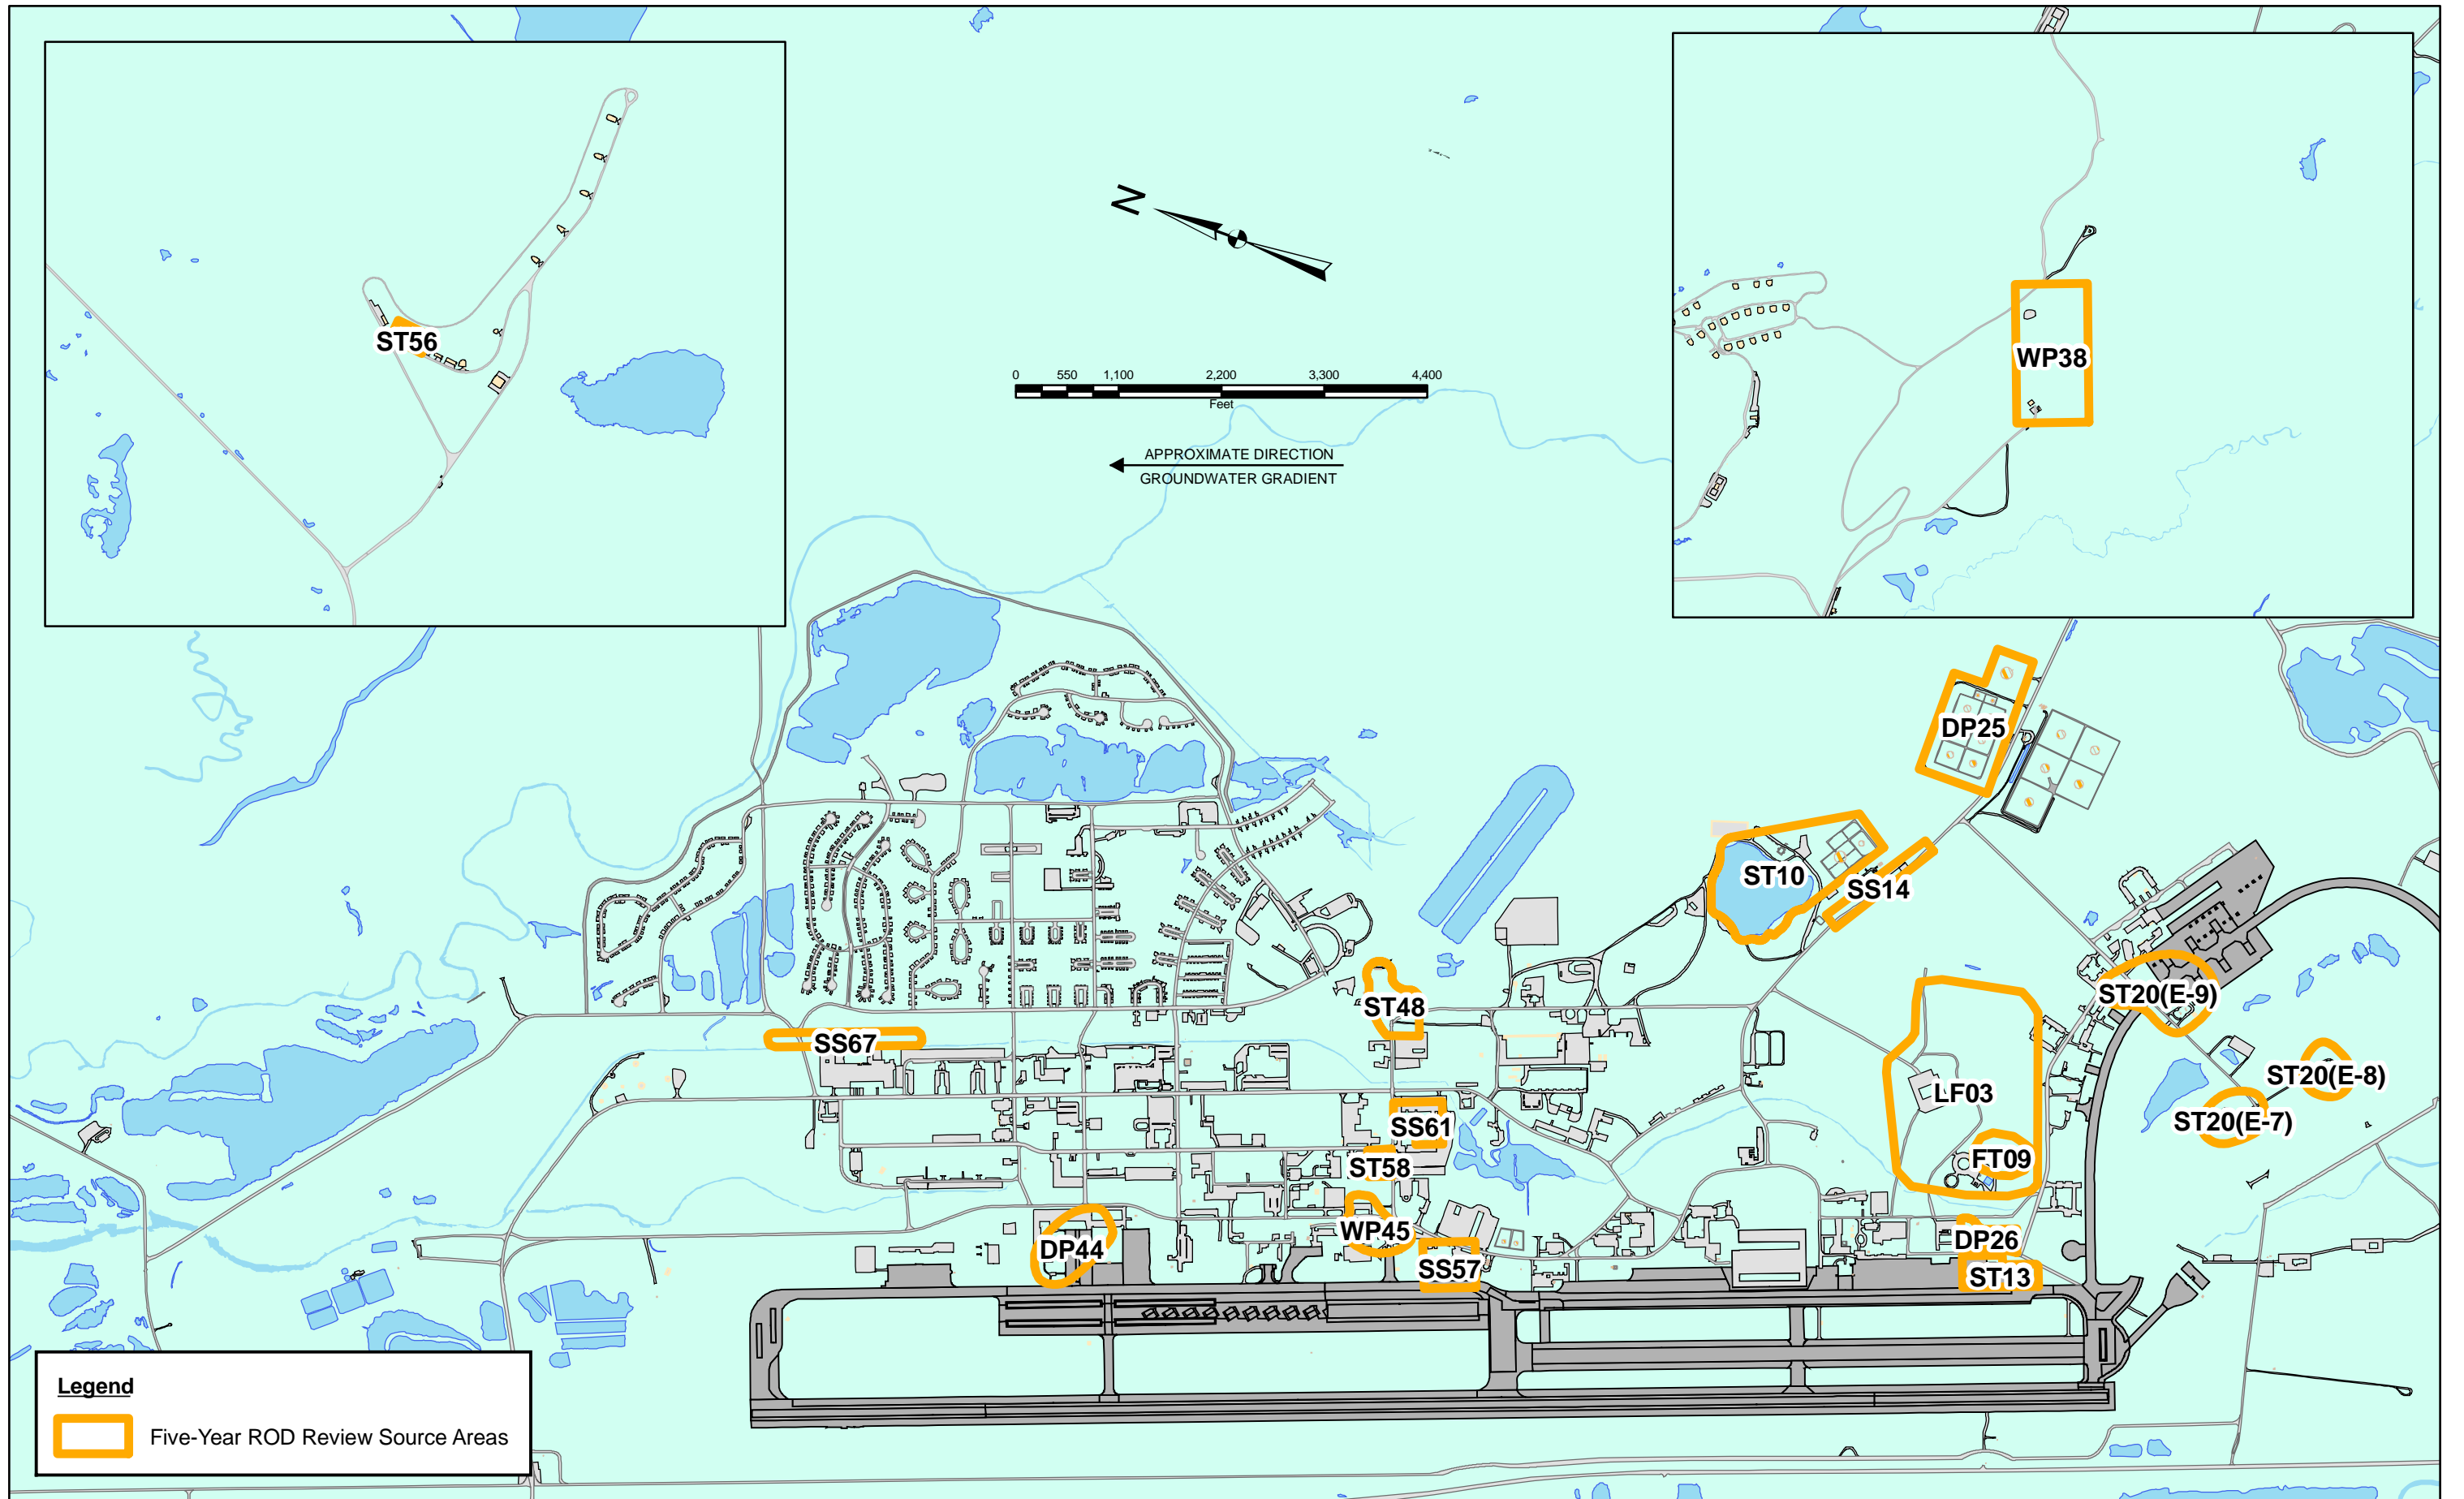 ST56
N
0 550 1,100 2,200 3,300 4,400
Feet
APPROXIMATE DIRECTION
GROUNDWATER GRADIENT
WP38
DP25
ST10
SS14
ST48
ST20(E-9)
SS67
ST20(E-8)
LF03
ST20(E-7)
SS61
FT09
ST58
WP45
DP44
DP26
SS57
ST13
Legend
Five-Year ROD Review Source Areas